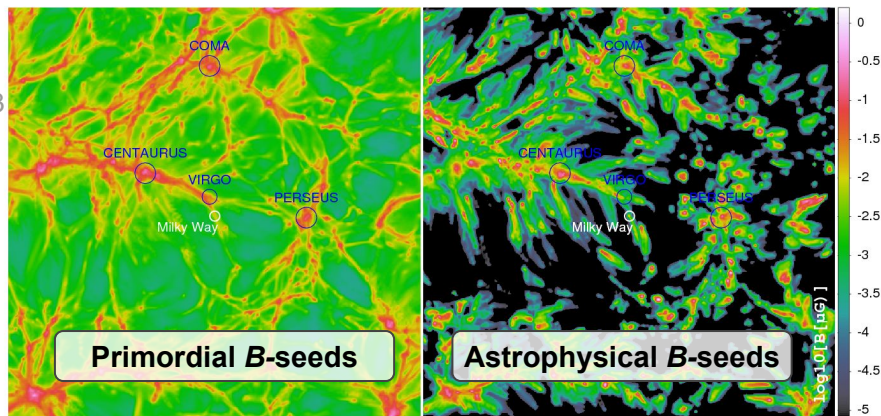 COMA
CENTAURUS
VIRGO
PERSEUS
Milky Way
Primordial B-seeds
COMA
CENTAURUS
VIRGO
PERSEUS
Milky Way
Astrophysical B-seeds
log10[B[μG) ]
0
-0.5
-1
-1.5
-2
-2.5
-3
-3.5
-4
-4.5
-5